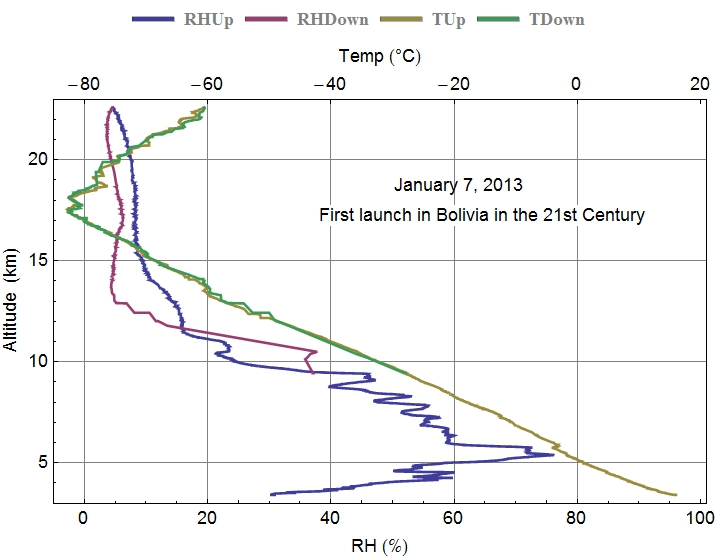 RHUp RHDown TUp TDown
Temp (°C)
−80 −60 −40 −20 0 20
January 7, 2013
First launch in Bolivia in the 21st Century
20
15
10
5
Altitude (km)
0 20 40 60 80 100
RH (%)